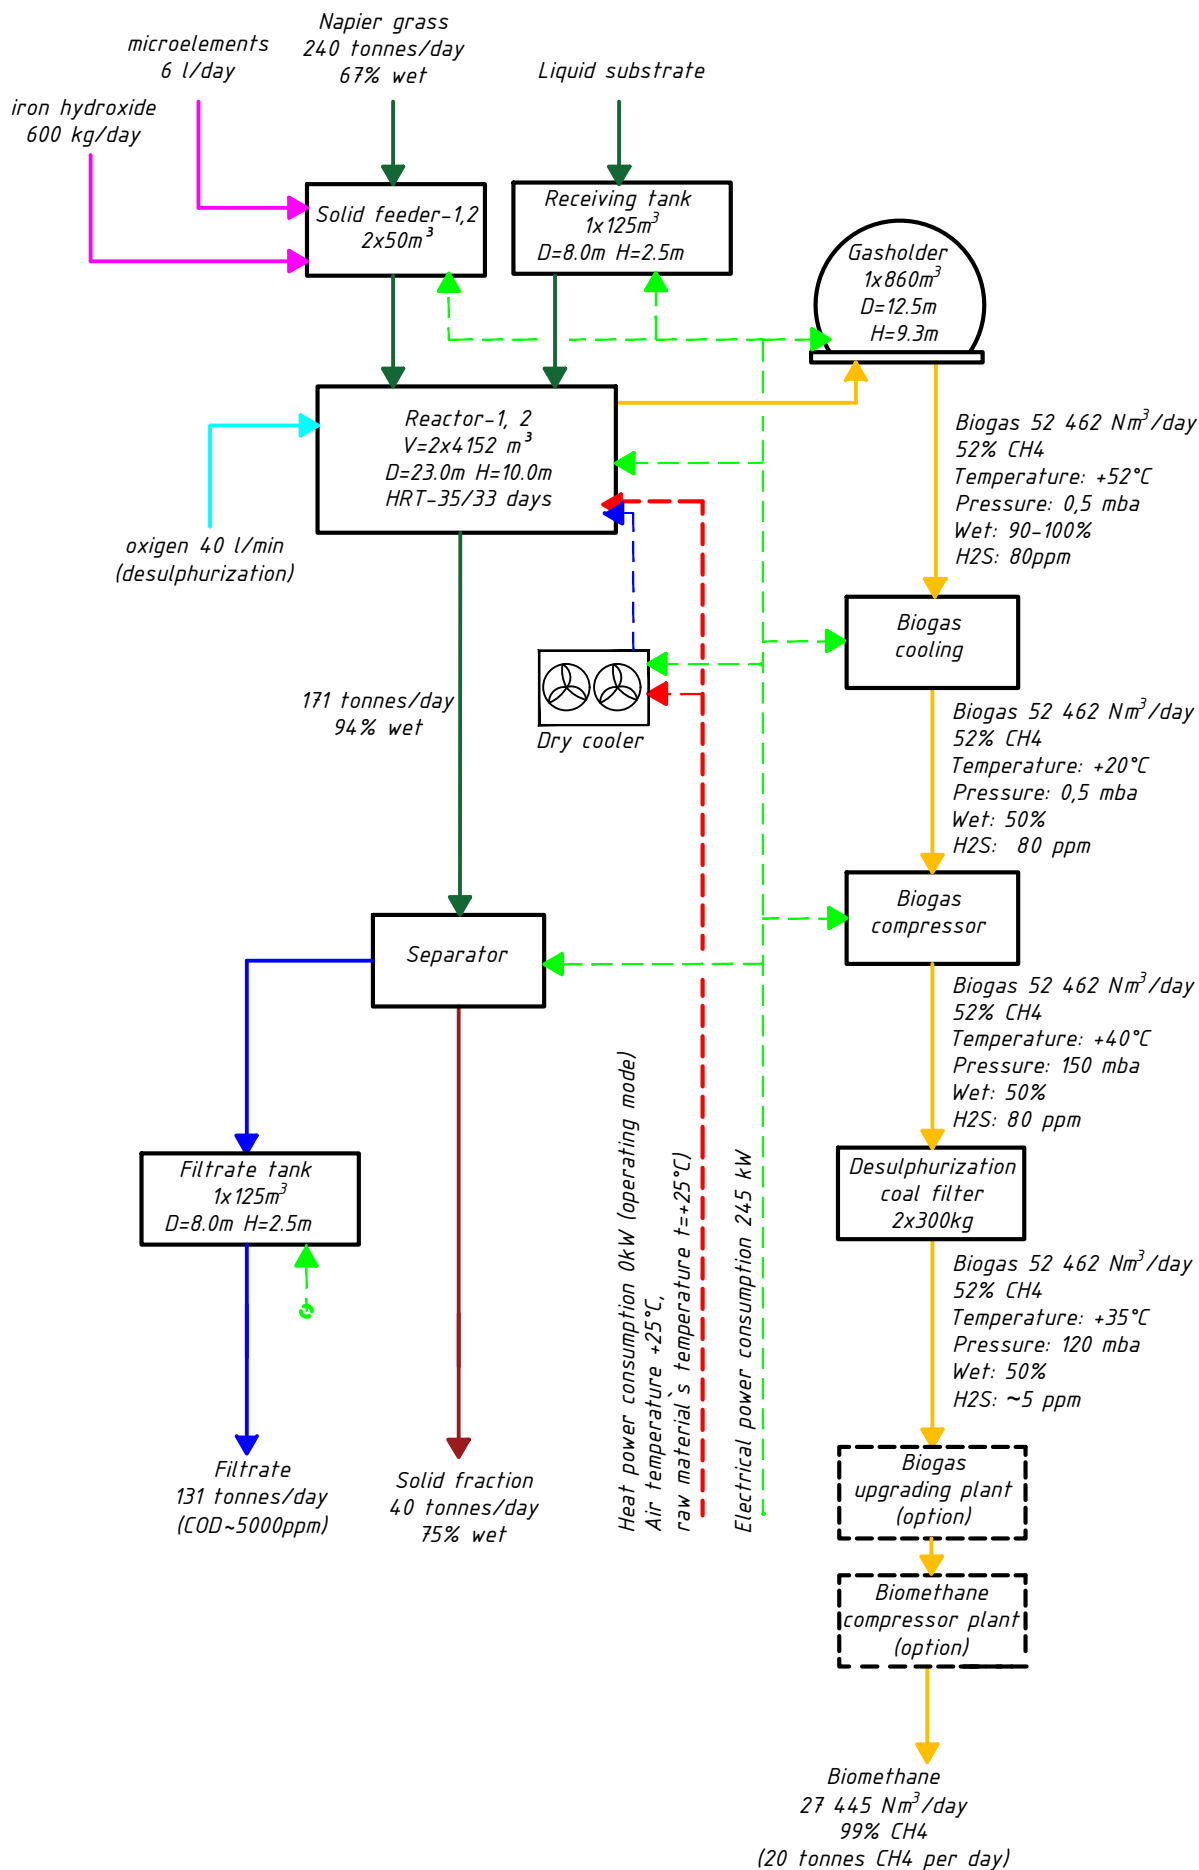 microelements
6 l/day
Napier grass
240 tonnes/day
67% wet
Liquid substrate
iron hydroxide
600 kg/day
Solid feeder-1,2
2x50m³
Receiving tank
1x125m³
D=8.0m H=2.5m
Gasholder
1x860m³
D=12.5m
H=9.3m
Reactor-1, 2
V=2x4152 m³
D=23.0m H=10.0m
HRT-35/33 days
oxigen 40 l/min
(desulphurization)
Biogas 52 462 Nm³/day
52% CH4
Temperature: +52°C
Pressure: 0,5 mba
Wet: 90-100%
H2S: 80ppm
Biogas
cooling
171 tonnes/day
94% wet
Dry cooler
Biogas 52 462 Nm³/day
52% CH4
Temperature: +20°C
Pressure: 0,5 mba
Wet: 50%
H2S: 80 ppm
Biogas
compressor
Separator
Biogas 52 462 Nm³/day
52% CH4
Temperature: +40°C
Pressure: 150 mba
Wet: 50%
H2S: 80 ppm
Filtrate tank
1x125m³
D=8.0m H=2.5m
Heat power consumption 0kW (operating mode)
Air temperature +25°C,
raw material`s temperature t=+25°C)
Electrical power consumption 245 kW
Desulphurization
coal filter
2x300kg
Biogas 52 462 Nm³/day
52% CH4
Temperature: +35°C
Pressure: 120 mba
Wet: 50%
H2S: ~5 ppm
Filtrate
131 tonnes/day
(COD~5000ppm)
Solid fraction
40 tonnes/day
75% wet
Biogas
upgrading plant
(option)
Biomethane
compressor plant
(option)
Biomethane
27 445 Nm³/day
99% CH4
(20 tonnes CH4 per day)